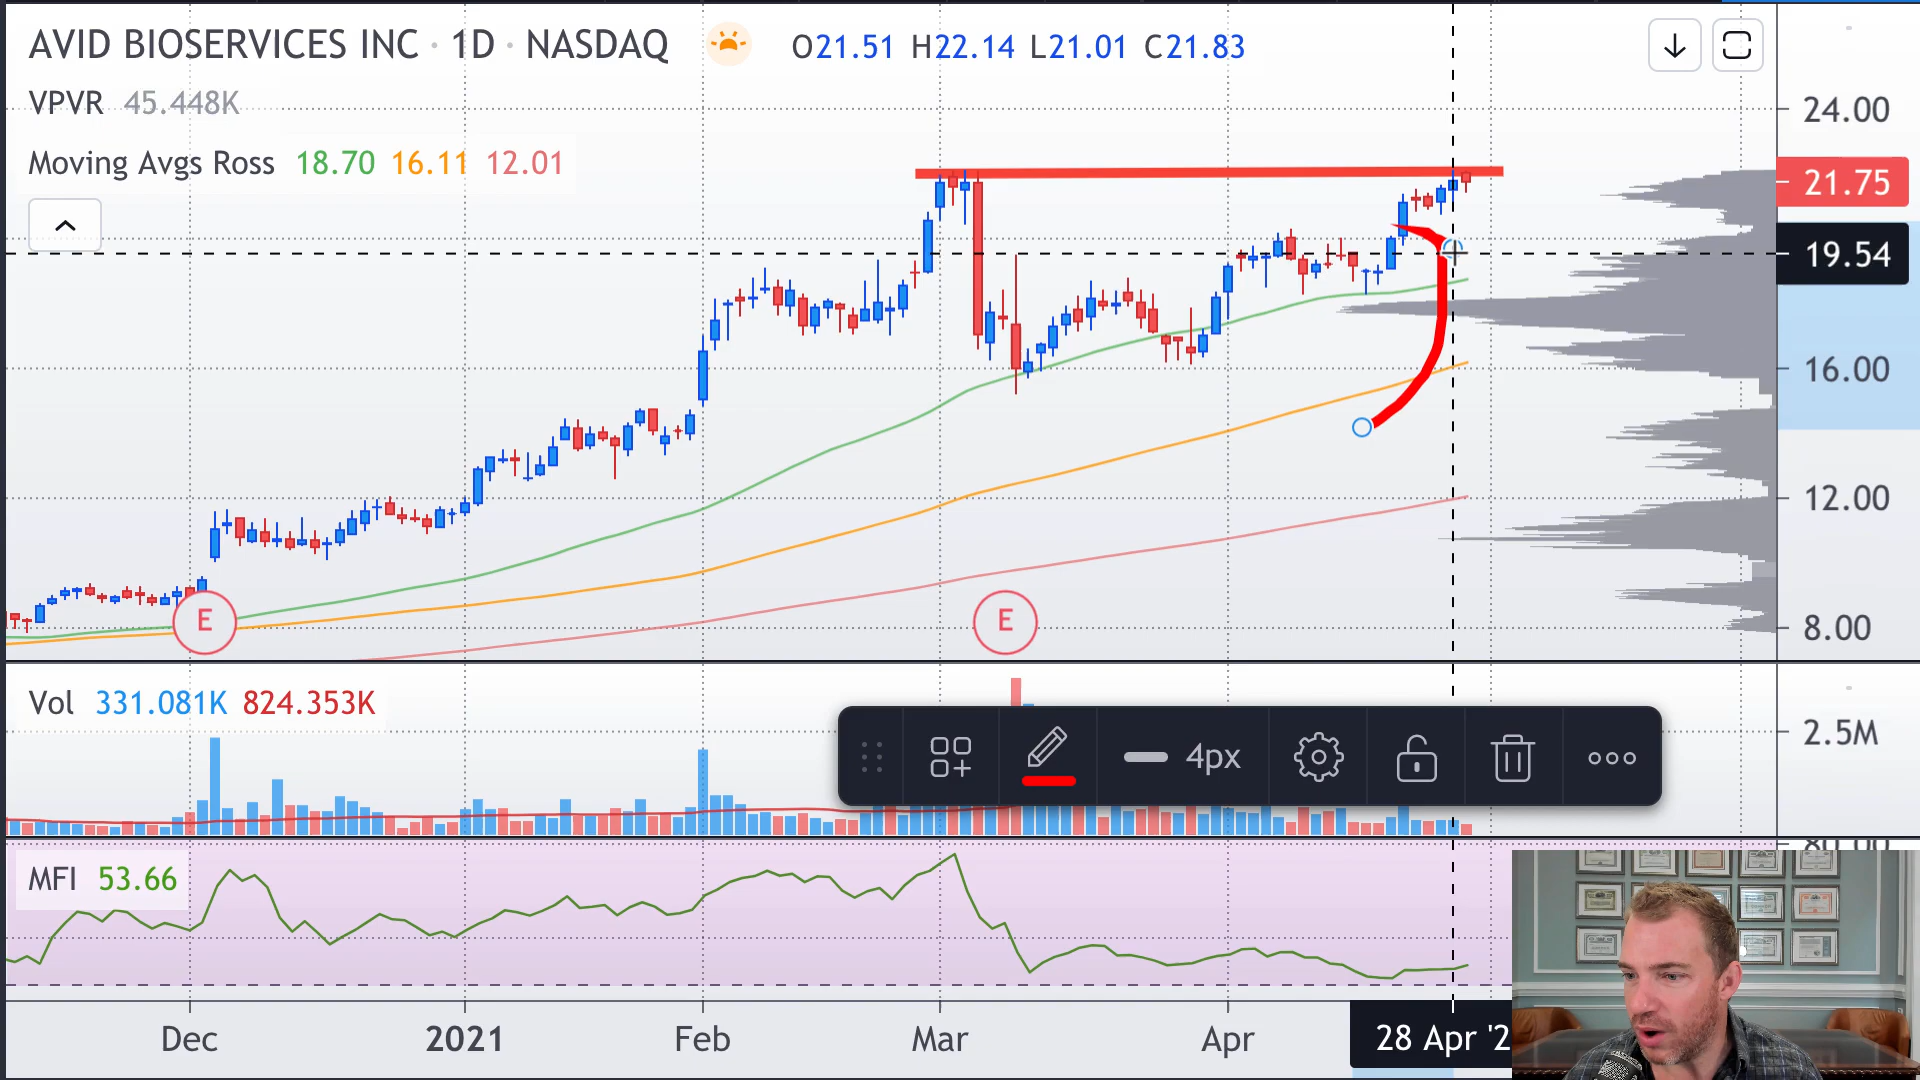 AVID BIOSERVICES INC · 1D · NASDAQ O21.51 H22.14 L21.01 C21.83
VPVR 45.448K
Moving Avgs Ross 18.70 16.11 12.01
24.00
21.75
19.54
16.00
12.00
8.00
E E
Vol 331.081K 824.353K
2.5M
4px
MFI 53.66
80.00
Dec 2021 Feb Mar Apr 28 Apr '2